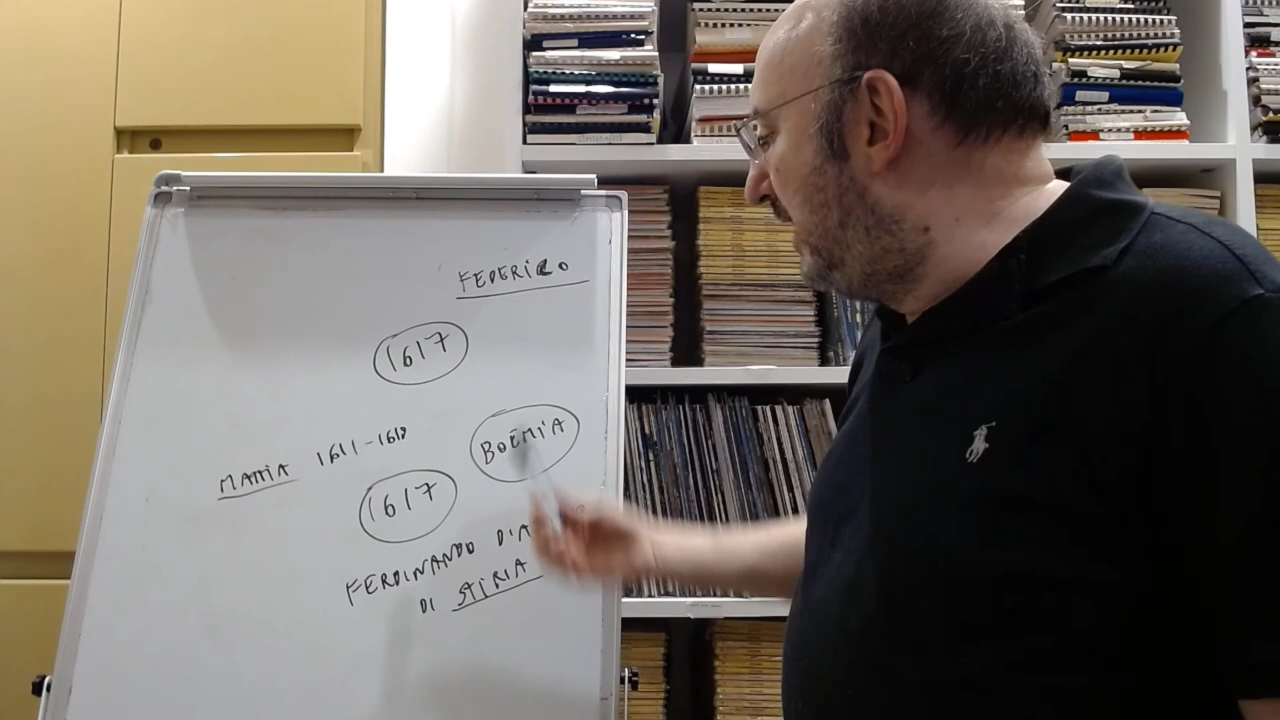 FEDERICO
1617
BOEMIA
MATTIA 1611-1618
1617
FERDINANDO D'A
DI STIRIA